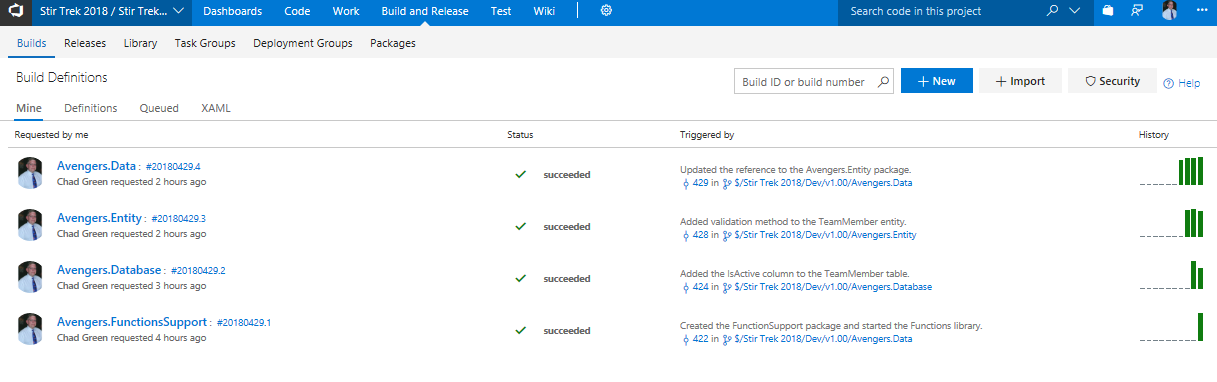 Stir Trek 2018 / Stir Trek... Dashboards Code Work Build and Release Test Wiki Search code in this project
Builds Releases Library Task Groups Deployment Groups Packages
Build Definitions
Build ID or build number + New + Import Security Help
Mine Definitions Queued XAML
Requested by me Status Triggered by History
Avengers.Data : #20180429.4
Chad Green requested 2 hours ago
succeeded
Updated the reference to the Avengers.Entity package.
429 in $/Stir Trek 2018/Dev/v1.00/Avengers.Data
Avengers.Entity : #20180429.3
Chad Green requested 2 hours ago
succeeded
Added validation method to the TeamMember entity.
428 in $/Stir Trek 2018/Dev/v1.00/Avengers.Entity
Avengers.Database : #20180429.2
Chad Green requested 3 hours ago
succeeded
Added the IsActive column to the TeamMember table.
424 in $/Stir Trek 2018/Dev/v1.00/Avengers.Database
Avengers.FunctionsSupport : #20180429.1
Chad Green requested 4 hours ago
succeeded
Created the FunctionSupport package and started the Functions library.
422 in $/Stir Trek 2018/Dev/v1.00/Avengers.Data